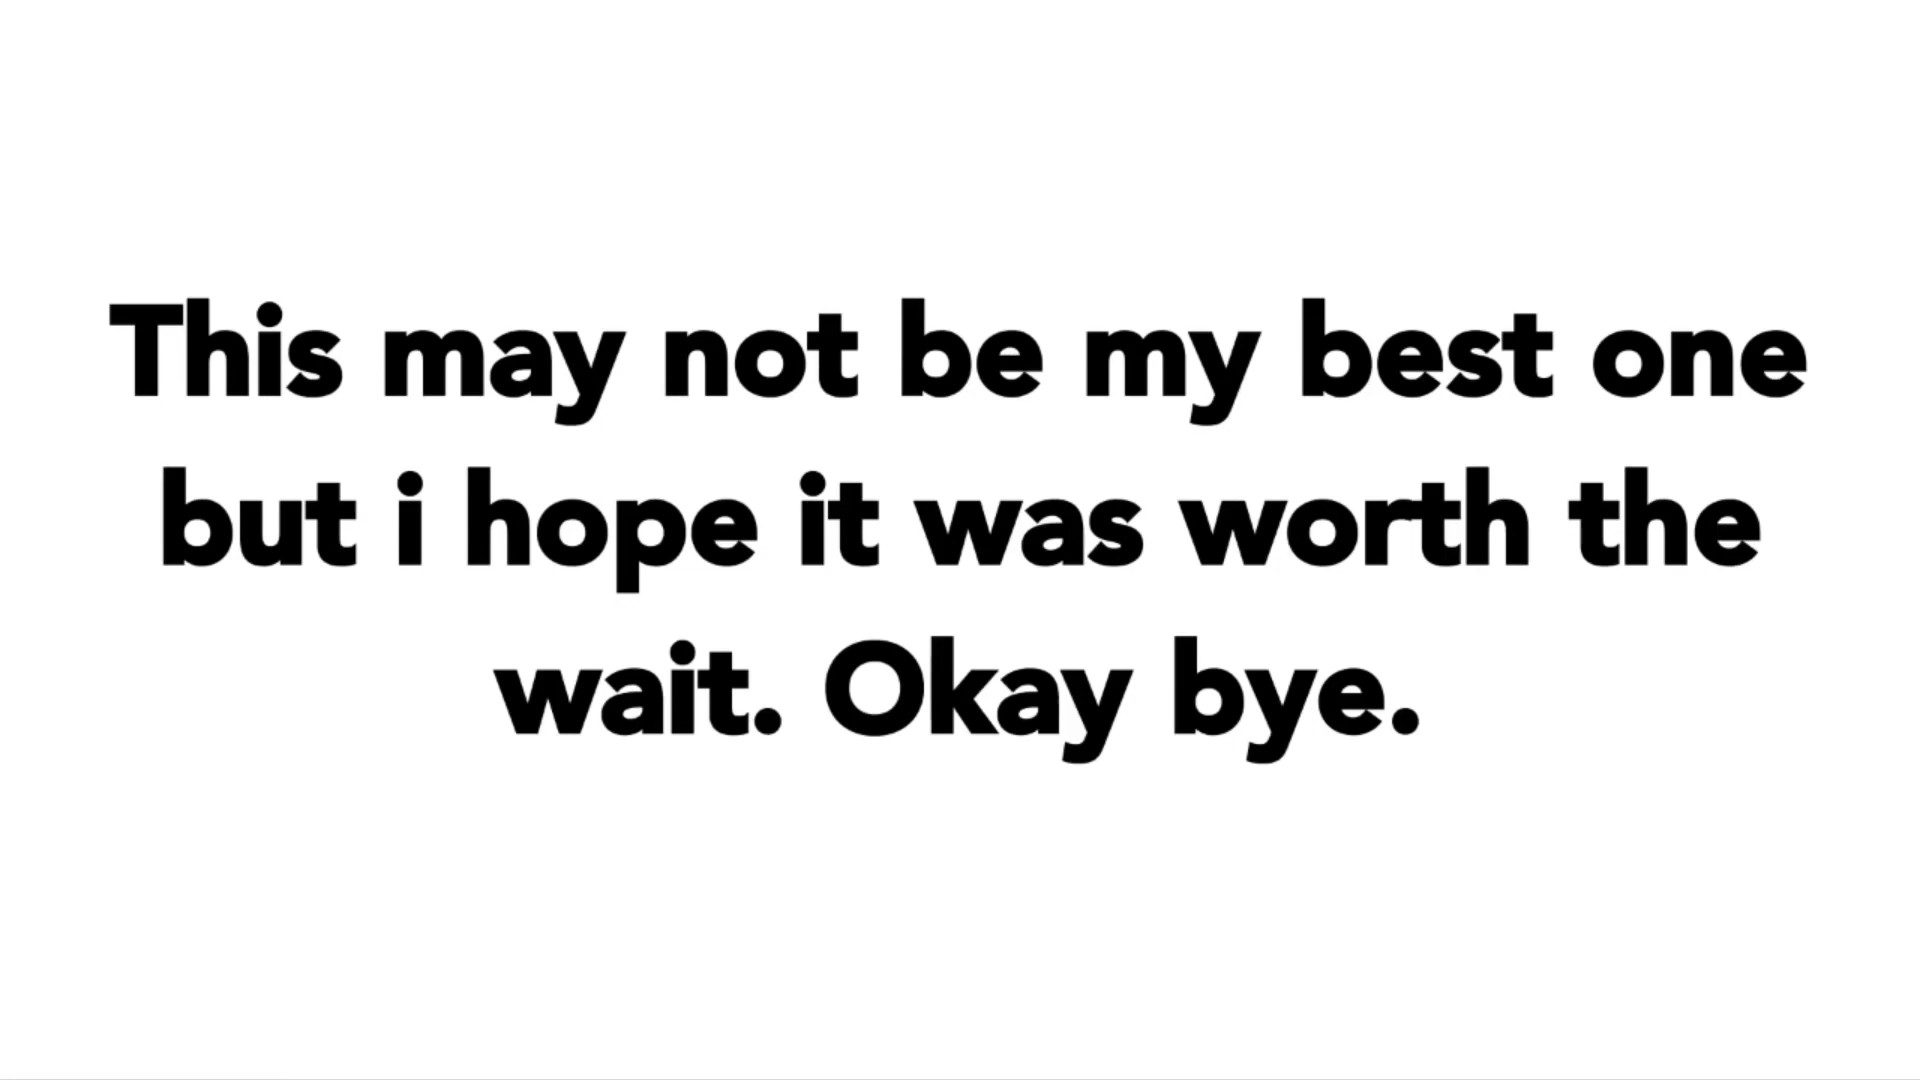 This may not be my best one
but i hope it was worth the
wait. Okay bye.